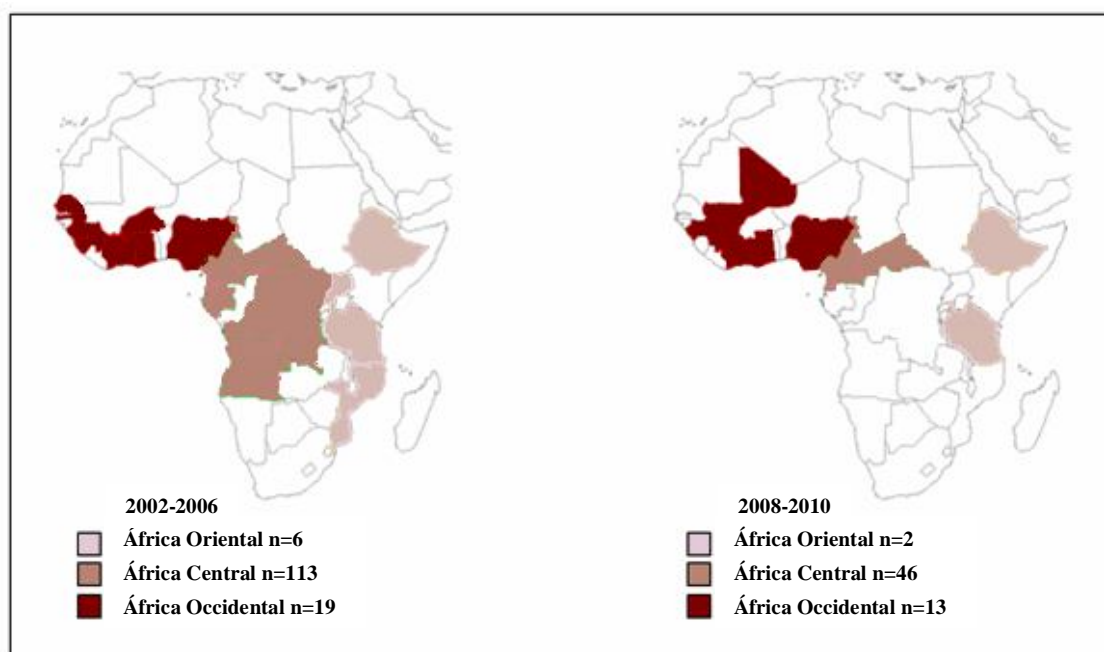 2002-2006
África Oriental n=6
África Central n=113
África Occidental n=19
2008-2010
África Oriental n=2
África Central n=46
África Occidental n=13